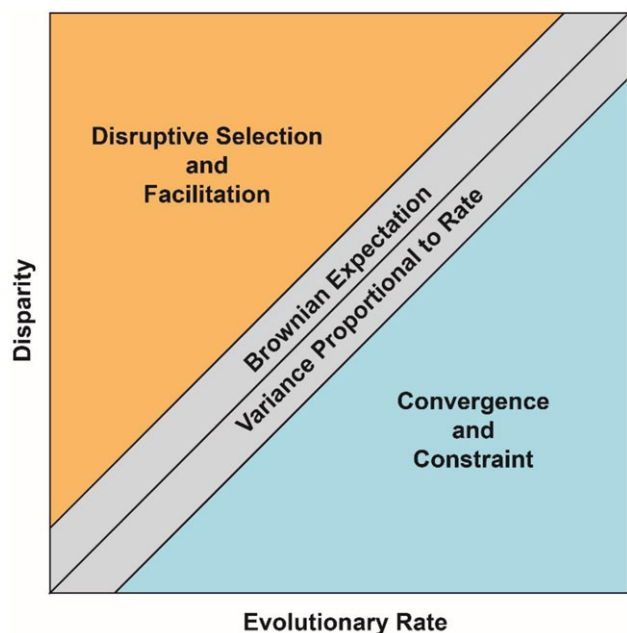 Disruptive Selection
and
Facilitation
Brownian Expectation
Variance Proportional to Rate
Disparity
Convergence
and
Constraint
Evolutionary Rate